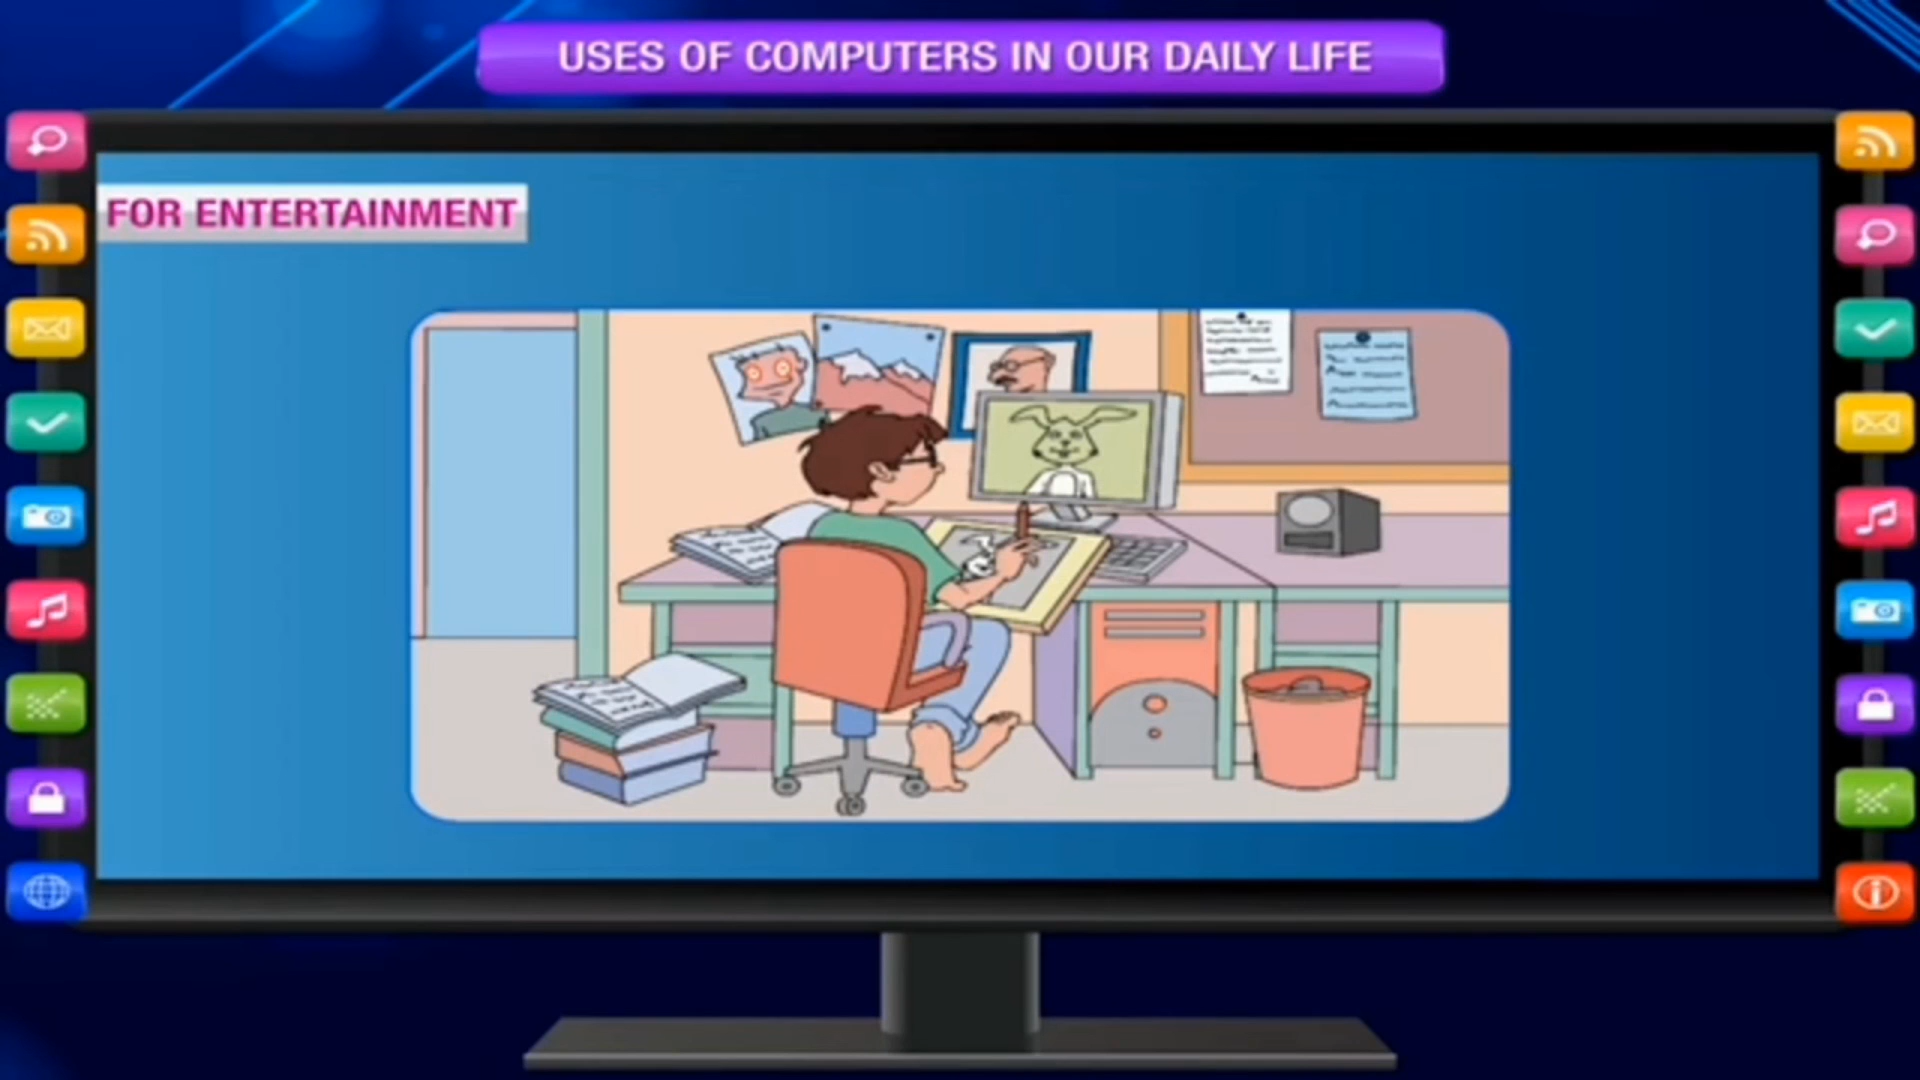 USES OF COMPUTERS IN OUR DAILY LIFE
FOR ENTERTAINMENT